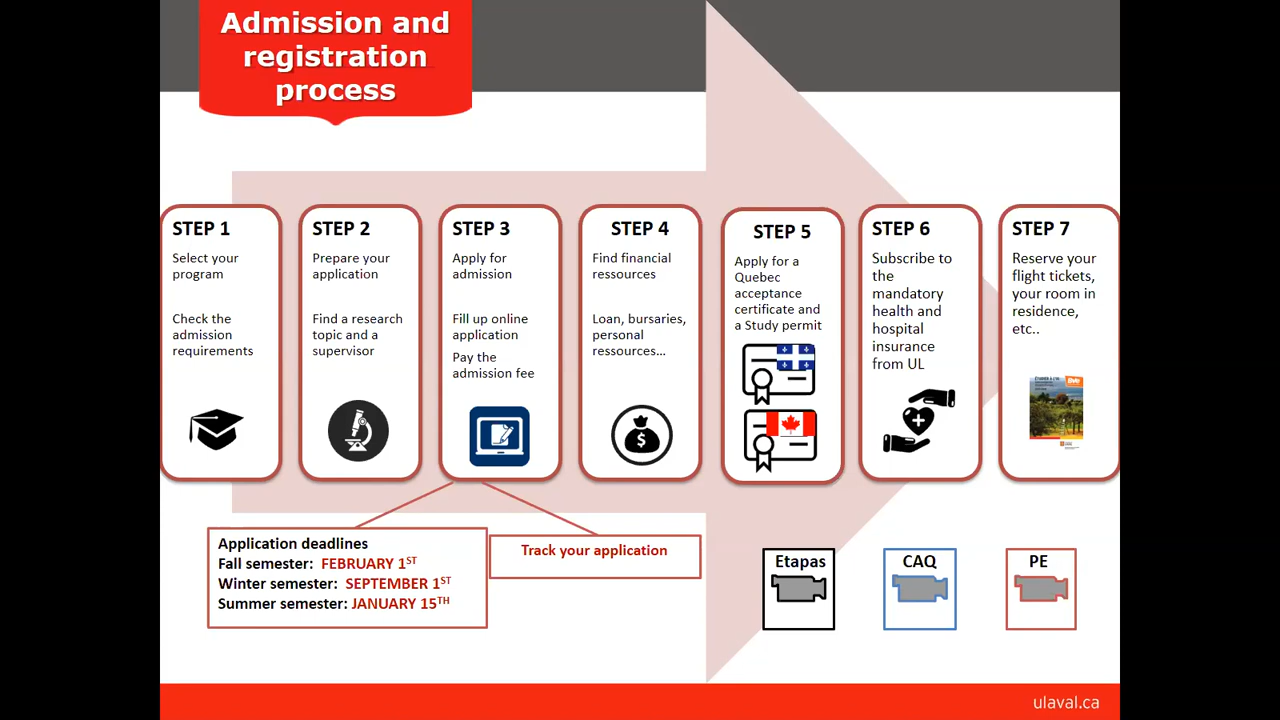 Admission and
registration
process
STEP 1
Select your
program
Check the
admission
requirements
STEP 2
Prepare your
application
Find a research
topic and a
supervisor
STEP 3
Apply for
admission
Fill up online
application
Pay the
admission fee
STEP 4
Find financial
ressources
Loan, bursaries,
personal
ressources...
STEP 5
Apply for a
Quebec
acceptance
certificate and
a Study permit
STEP 6
Subscribe to
the
mandatory
health and
hospital
insurance
from UL
STEP 7
Reserve your
flight tickets,
your room in
residence,
etc..
Application deadlines
Fall semester: FEBRUARY 1ST
Winter semester: SEPTEMBER 1ST
Summer semester: JANUARY 15TH
Track your application
Etapas
CAQ
PE
ulaval.ca